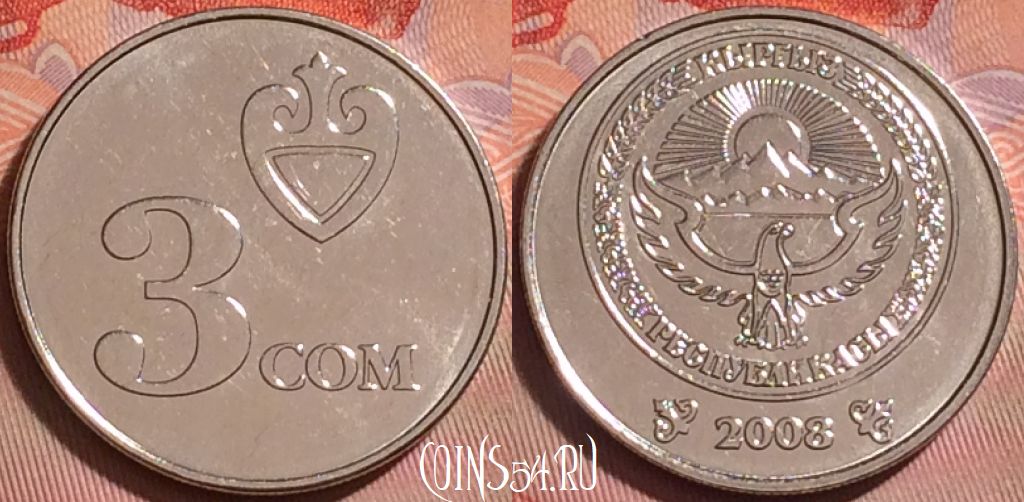 3 СОМ
КЫРГЫЗ
РЕСПУБЛИКАСЫ
2008
COINS54.RU